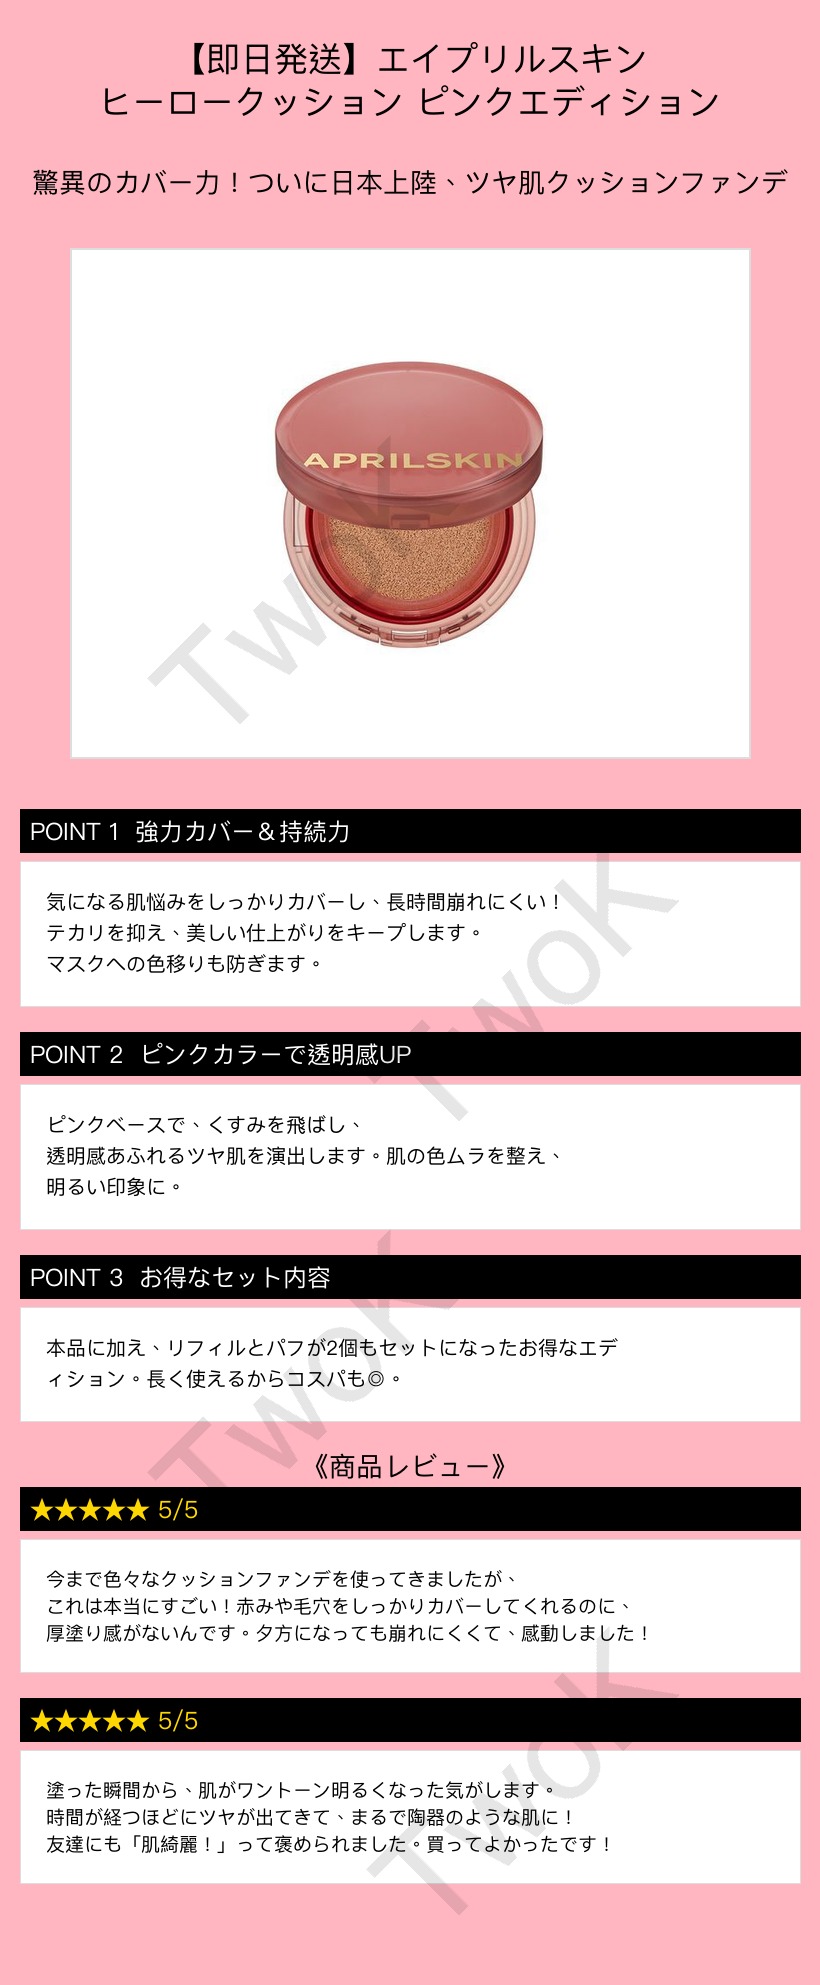 【即日発送】エイプリルスキン
ヒーロークッション ピンクエディション
驚異のカバー力！ついに日本上陸、ツヤ肌クッションファンデ
APRILSKIN
TwoK
POINT 1 強力カバー＆持続力
気になる肌悩みをしっかりカバーし、長時間崩れにくい！
テカリを抑え、美しい仕上がりをキープします。
マスクへの色移りも防ぎます。
TwoK
POINT 2 ピンクカラーで透明感UP
ピンクベースで、くすみを飛ばし、
透明感あふれるツヤ肌を演出します。肌の色ムラを整え、
明るい印象に。
POINT 3 お得なセット内容
本品に加え、リフィルとパフが2個もセットになったお得なエデ
ィション。長く使えるからコスパも◎。
TwoK
《商品レビュー》
★★★★★ 5/5
今まで色々なクッションファンデを使ってきましたが、
これは本当にすごい！赤みや毛穴をしっかりカバーしてくれるのに、
厚塗り感がないんです。夕方になっても崩れにくくて、感動しました！
★★★★★ 5/5
塗った瞬間から、肌がワントーン明るくなった気がします。
時間が経つほどにツヤが出てきて、まるで陶器のような肌に！
友達にも「肌綺麗！」って褒められました。買ってよかったです！
TwoK